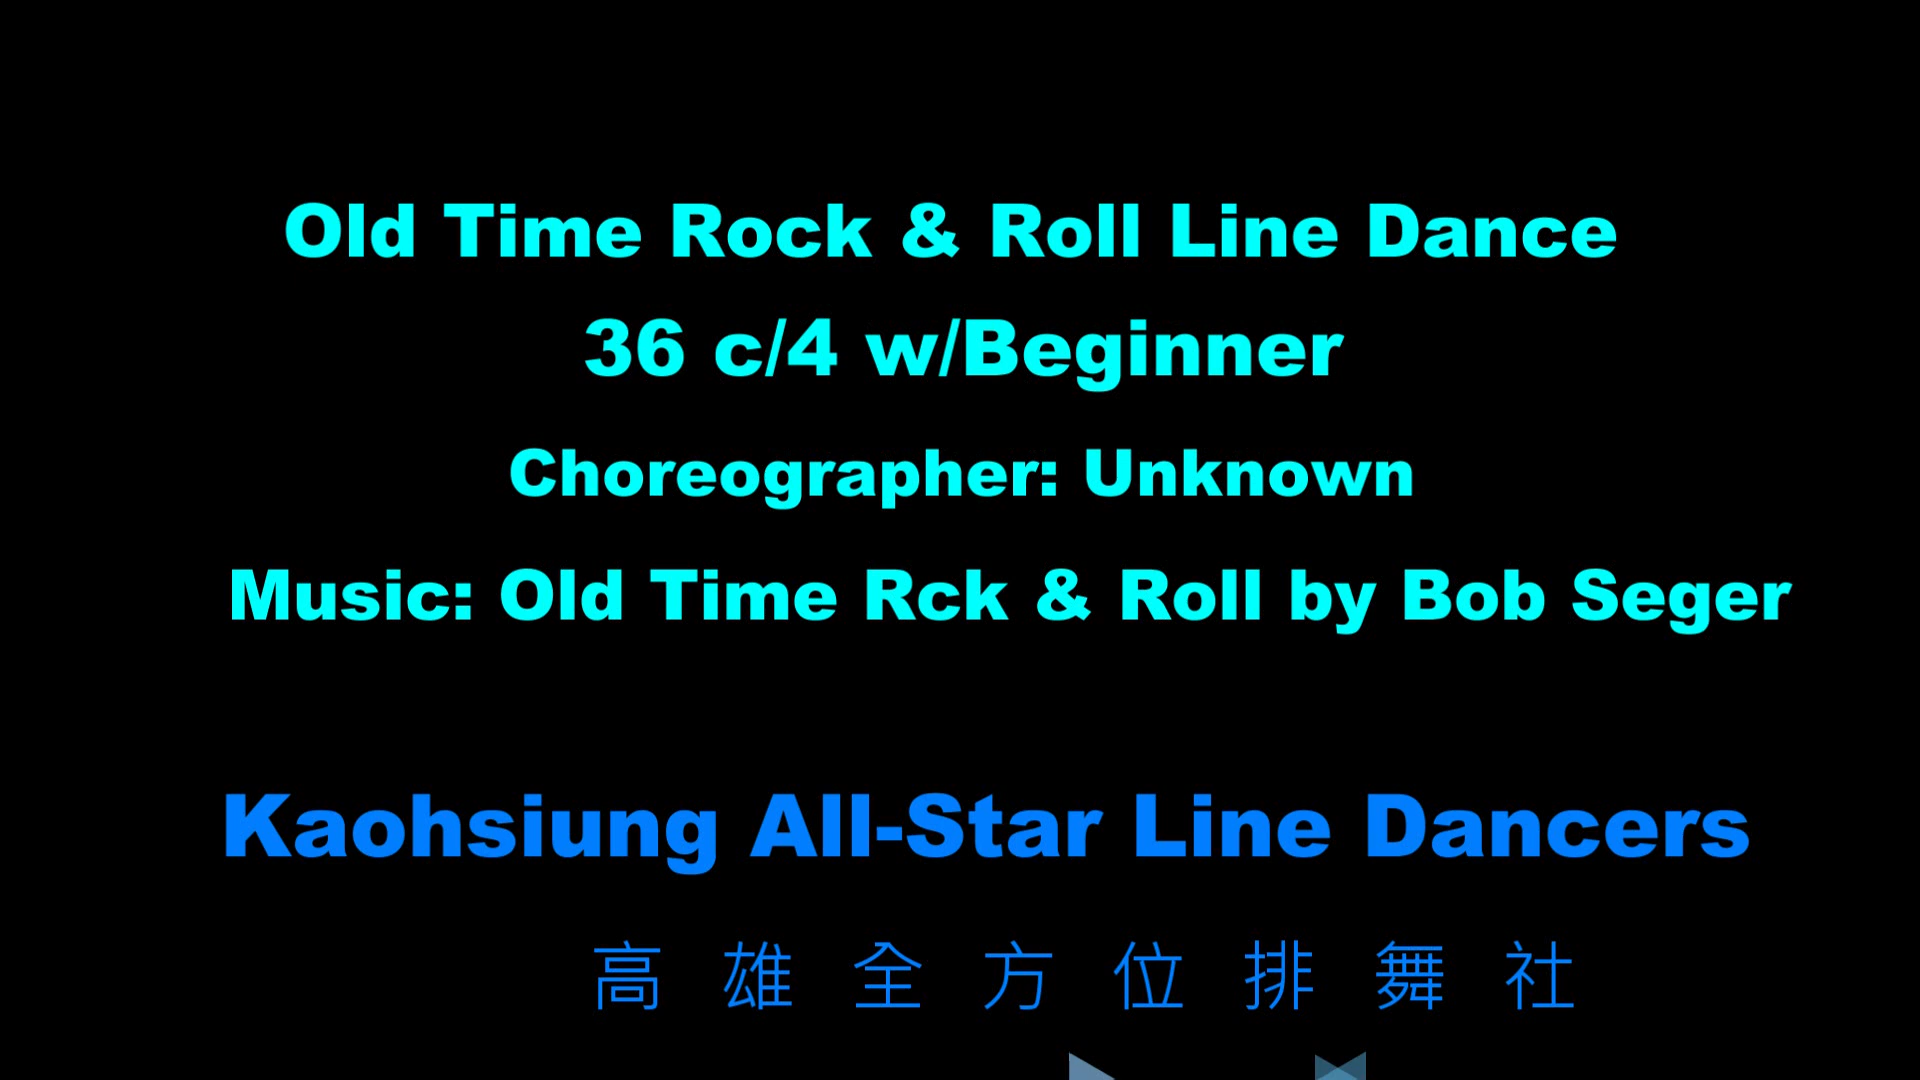 Old Time Rock & Roll Line Dance
36 c/4 w/Beginner
Choreographer: Unknown
Music: Old Time Rck & Roll by Bob Seger
Kaohsiung All-Star Line Dancers
高雄全方位排舞社